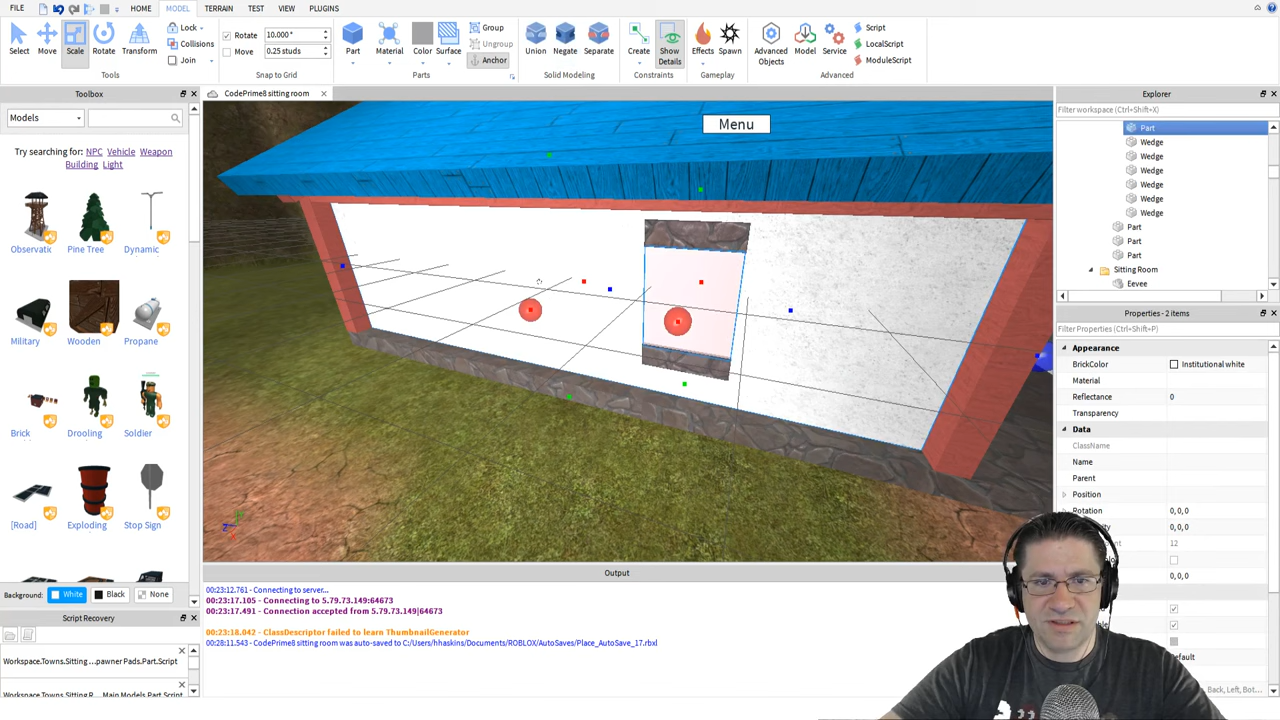 FILE HOME MODEL TERRAIN TEST VIEW PLUGINS
Select Move Scale Rotate Transform
Lock
Collisions
Join
Rotate 10.000°
Move 0.25 studs
Part Material Color Surface
Group
Ungroup
Anchor
Union Negate Separate
Create Show Details
Effects Spawn
Advanced Objects Model Service
Script
LocalScript
ModuleScript
Tools Snap to Grid Parts Solid Modeling Constraints Gameplay Advanced
Toolbox
CodePrime8 sitting room
Explorer
Models
Filter workspace (Ctrl+Shift+X)
Try searching for: NPC Vehicle Weapon
Building Light
Observatic Pine Tree Dynamic
Military Wooden Propane
Brick Drooling Soldier
[Road] Exploding Stop Sign
Background: White Black None
Script Recovery
Workspace.Towns.Sitting ...pawner Pads.Part.Script
Workspace.Towns.Sitting R... Main Models.Part.Script
Menu
Output
00:23:12.761 - Connecting to server...
00:23:17.105 - Connecting to 5.79.73.149:64673
00:23:17.491 - Connection accepted from 5.79.73.149|64673
00:23:18.042 - ClassDescriptor failed to learn ThumbnailGenerator
00:28:11.543 - CodePrime8 sitting room was auto-saved to C:/Users/hhaskins/Documents/ROBLOX/AutoSaves/Place_AutoSave_17.rbxl
Part
Wedge
Wedge
Wedge
Wedge
Wedge
Wedge
Part
Part
Part
Sitting Room
Eevee
Properties - 2 items
Filter Properties (Ctrl+Shift+P)
Appearance
BrickColor Institutional white
Material
Reflectance 0
Transparency
Data
ClassName
Name
Parent
Position
Rotation 0, 0, 0
0, 0, 0
12
0, 0, 0
Back, Left, Bot...